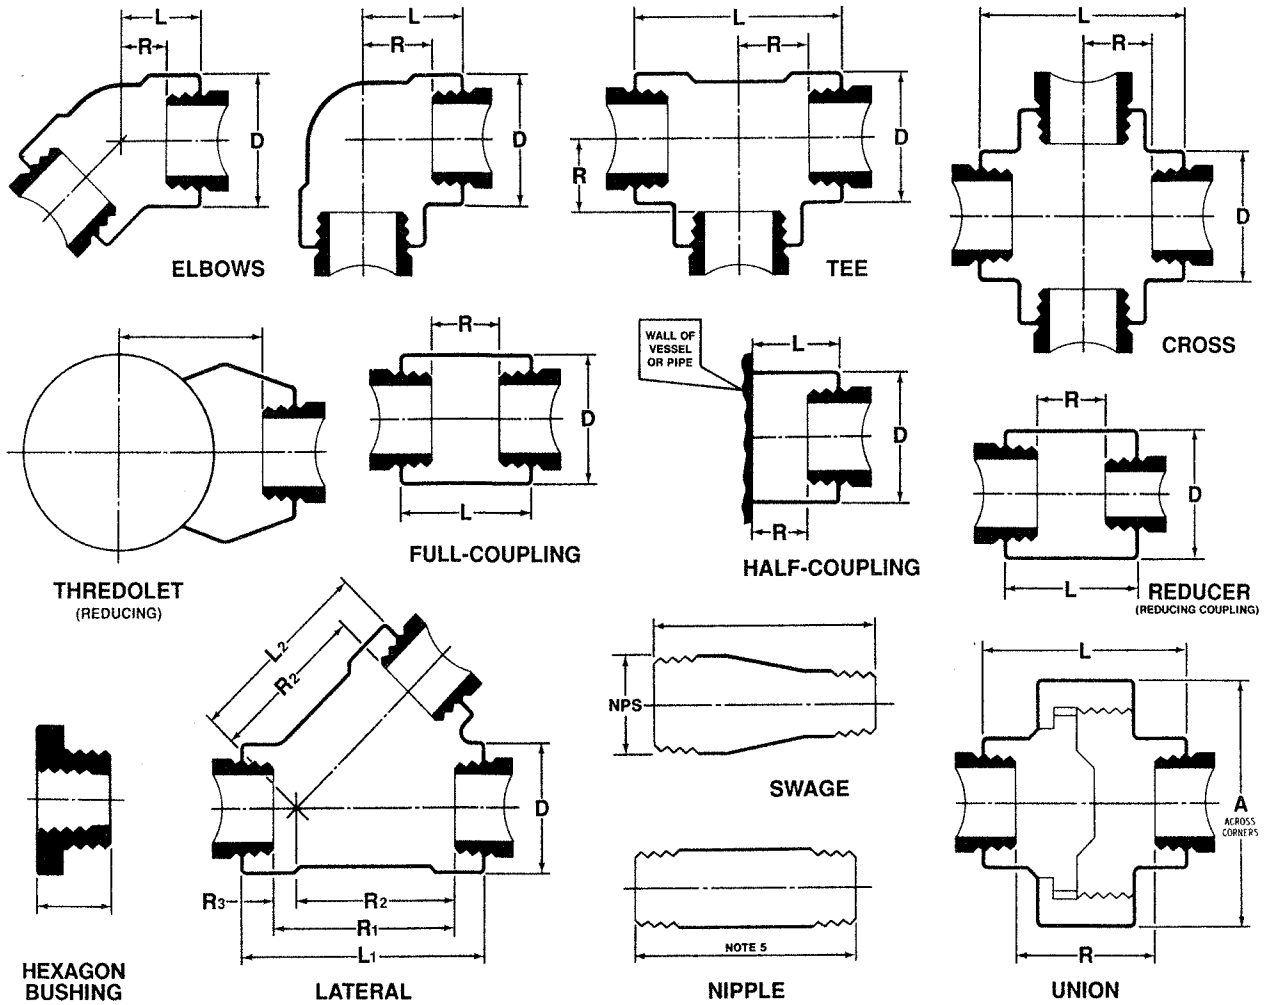 L
R
D
L
R
D
ELBOWS
L
R
D
R
TEE
L
R
D
CROSS
THREDOLET
(REDUCING)
R
D
L
FULL-COUPLING
WALL OF
VESSEL
OR PIPE
L
D
R
HALF-COUPLING
R
D
L
REDUCER
(REDUCING COUPLING)
HEXAGON
BUSHING
L2
R2
D
R3
R2
R1
L1
LATERAL
NPS
SWAGE
NOTE 5
NIPPLE
L
A
ACROSS
CORNERS
R
UNION